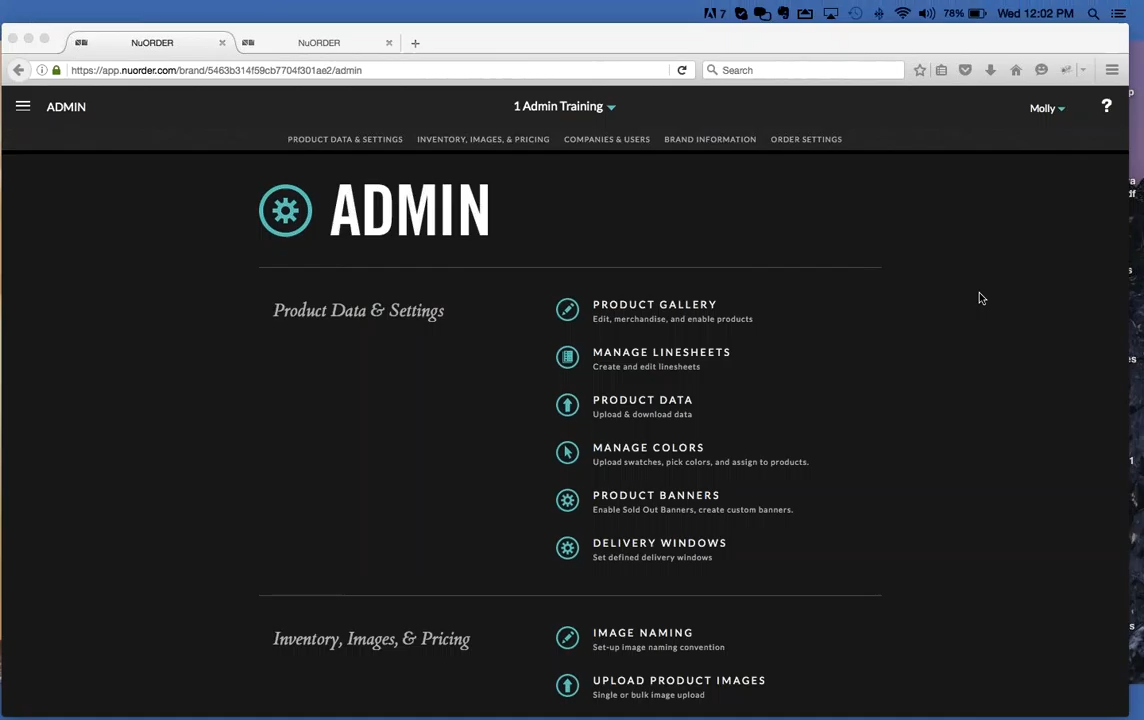 7 78% Wed 12:02 PM
NuORDER NuORDER
https://app.nuorder.com/brand/5463b314f59cb7704f301ae2/admin Search
ADMIN 1 Admin Training Molly ?
PRODUCT DATA & SETTINGS INVENTORY, IMAGES, & PRICING COMPANIES & USERS BRAND INFORMATION ORDER SETTINGS
ADMIN
Product Data & Settings
PRODUCT GALLERY
Edit, merchandise, and enable products
MANAGE LINESHEETS
Create and edit linesheets
PRODUCT DATA
Upload & download data
MANAGE COLORS
Upload swatches, pick colors, and assign to products.
PRODUCT BANNERS
Enable Sold Out Banners, create custom banners.
DELIVERY WINDOWS
Set defined delivery windows
Inventory, Images, & Pricing
IMAGE NAMING
Set-up image naming convention
UPLOAD PRODUCT IMAGES
Single or bulk image upload